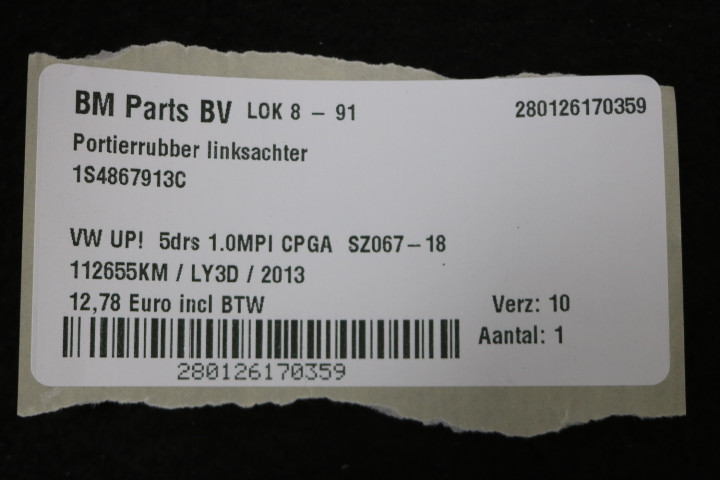 BM Parts BV LOK 8 - 91 280126170359
Portierrubber linksachter
1S4867913C
VW UP! 5drs 1.0MPI CPGA SZ067-18
112655KM / LY3D / 2013
12,78 Euro incl BTW Verz: 10
Aantal: 1
280126170359